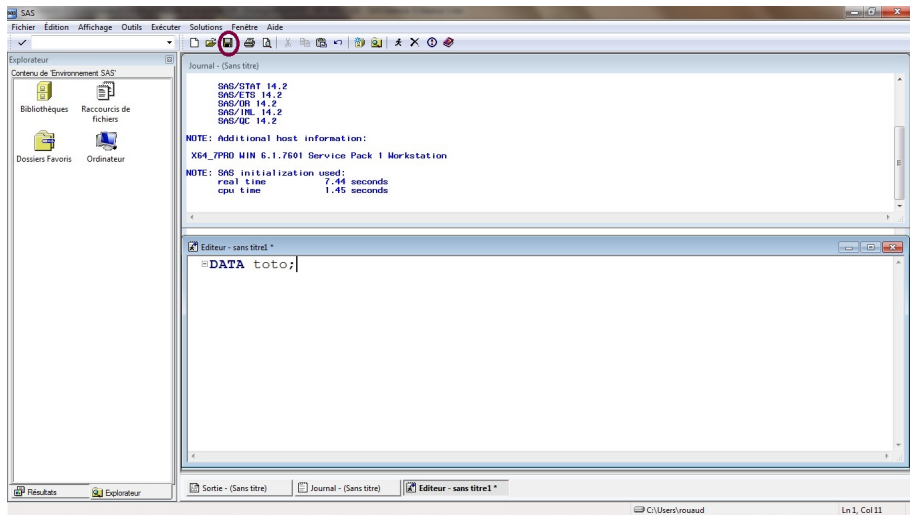 SAS
Fichier Édition Affichage Outils Exécuter Solutions Fenêtre Aide
Explorateur
Contenu de 'Environnement SAS'
Bibliothèques
Raccourcis de fichiers
Dossiers Favoris
Ordinateur
Résultats
Explorateur
Journal - (Sans titre)
SAS/STAT 14.2
SAS/ETS 14.2
SAS/OR 14.2
SAS/IML 14.2
SAS/QC 14.2
NOTE: Additional host information:
X64_7PRO WIN 6.1.7601 Service Pack 1 Workstation
NOTE: SAS initialization used:
real time 7.44 seconds
cpu time 1.45 seconds
Editeur - sans titre1 *
DATA toto;
Sortie - (Sans titre)
Journal - (Sans titre)
Editeur - sans titre1 *
C:\Users\rouaud
Ln 1, Col 11